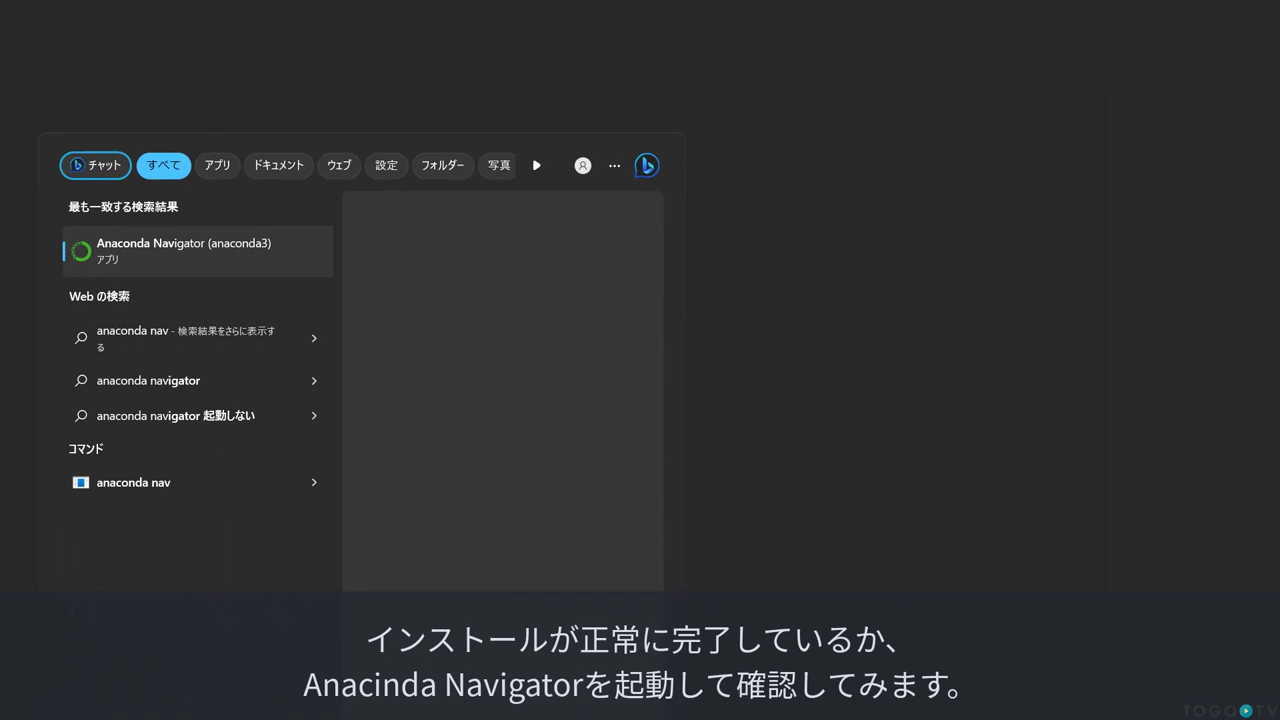 チャット すべて アプリ ドキュメント ウェブ 設定 フォルダー 写真
最も一致する検索結果
Anaconda Navigator (anaconda3)
アプリ
Web の検索
anaconda nav - 検索結果をさらに表示す
る
anaconda navigator
anaconda navigator 起動しない
コマンド
anaconda nav
インストールが正常に完了しているか、
Anacinda Navigatorを起動して確認してみます。
TOGO TV